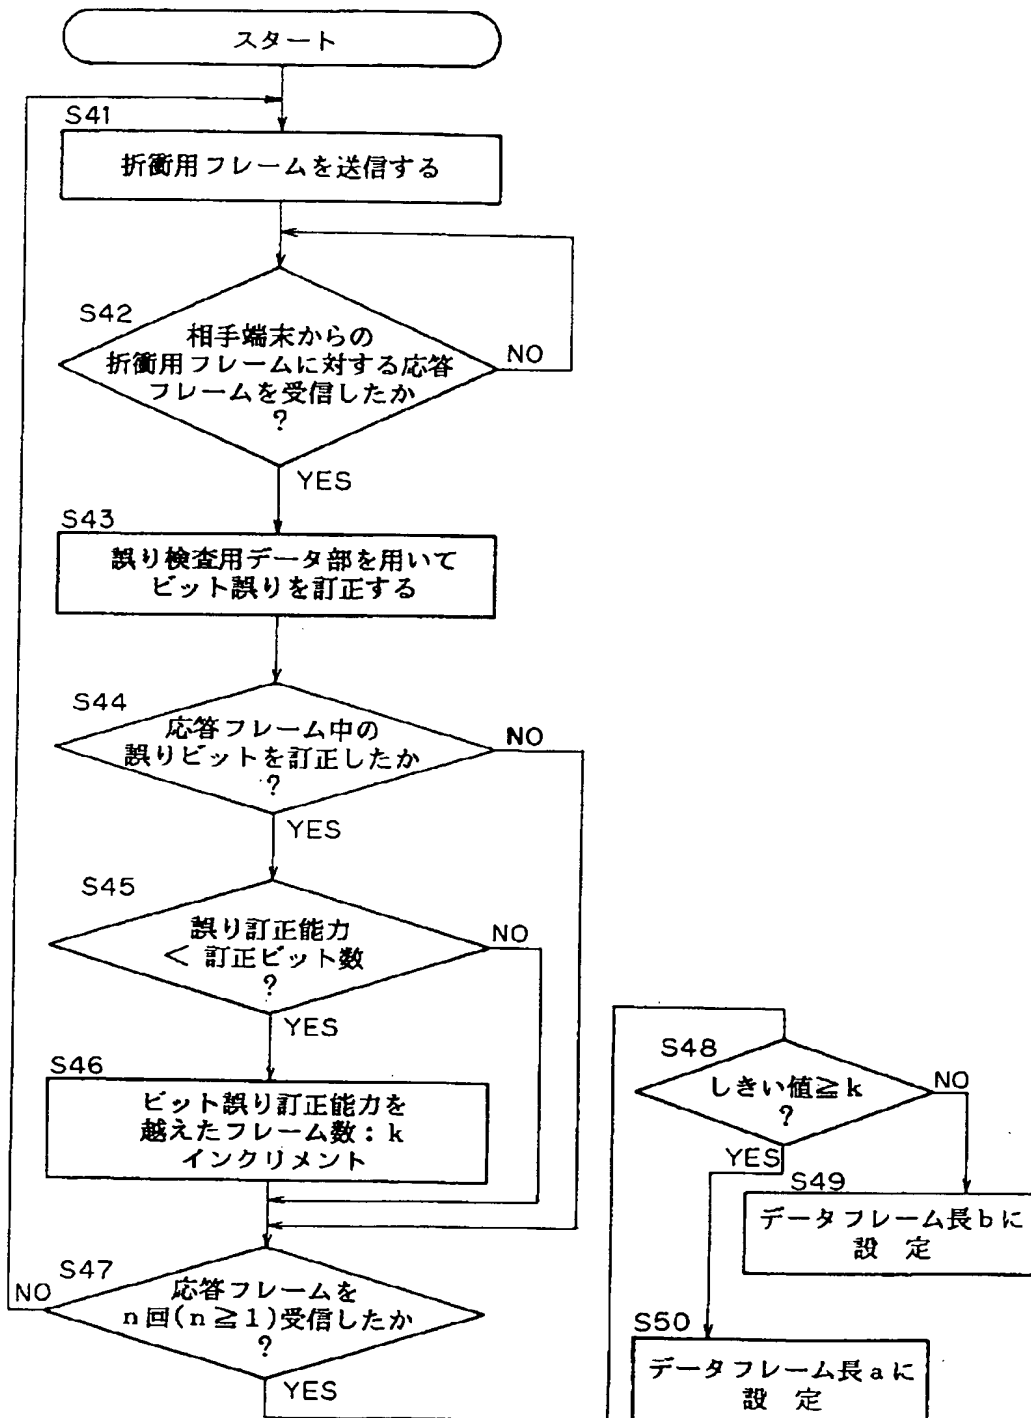 スタート
S41
折衝用フレームを送信する
S42
相手端末からの
折衝用フレームに対する応答
フレームを受信したか
?
NO
YES
S43
誤り検査用データ部を用いて
ビット誤りを訂正する
S44
応答フレーム中の
誤りビットを訂正したか
?
NO
YES
S45
誤り訂正能力
< 訂正ビット数
?
NO
YES
S46
ビット誤り訂正能力を
越えたフレーム数: k
インクリメント
S47
NO
応答フレームを
n回(n≧1)受信したか
?
YES
S48
しきい値≧k
?
NO
YES
S49
データフレーム長bに
設 定
S50
データフレーム長aに
設 定